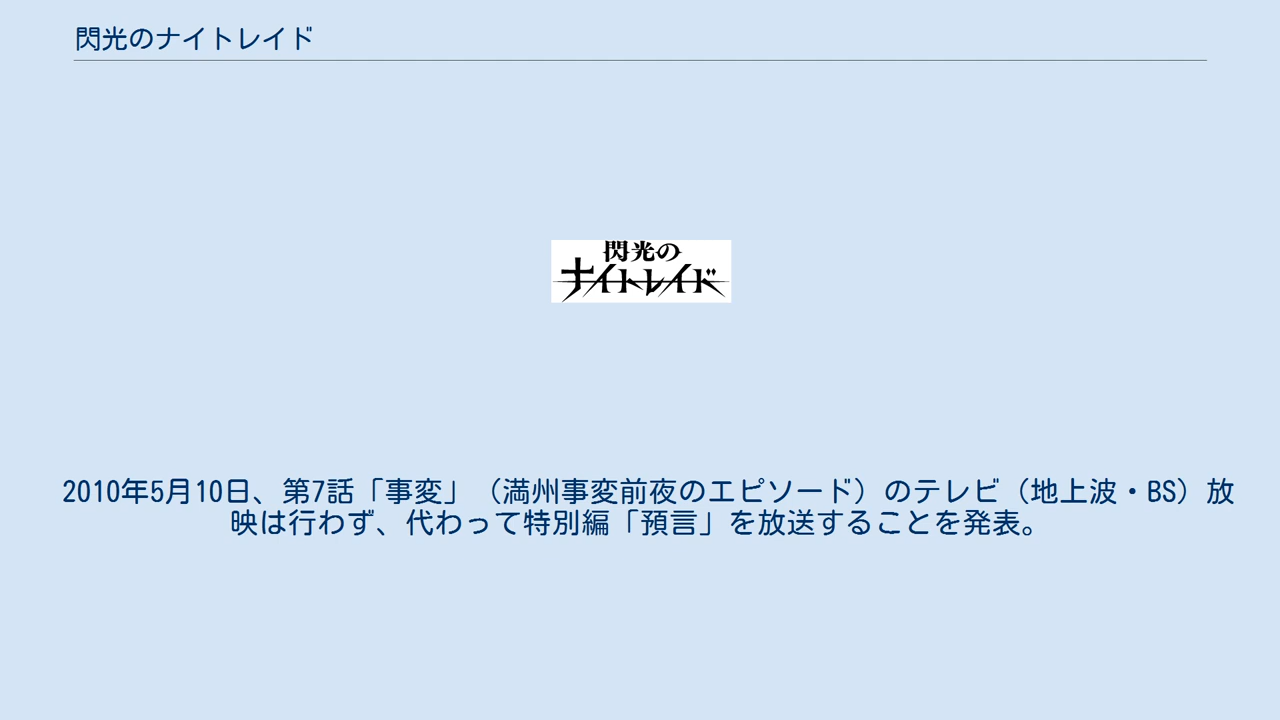 閃光のナイトレイド
閃光の
ナイトレイド
2010年5月10日、第7話「事変」（満州事変前夜のエピソード）のテレビ（地上波・BS）放
映は行わず、代わって特別編「預言」を放送することを発表。